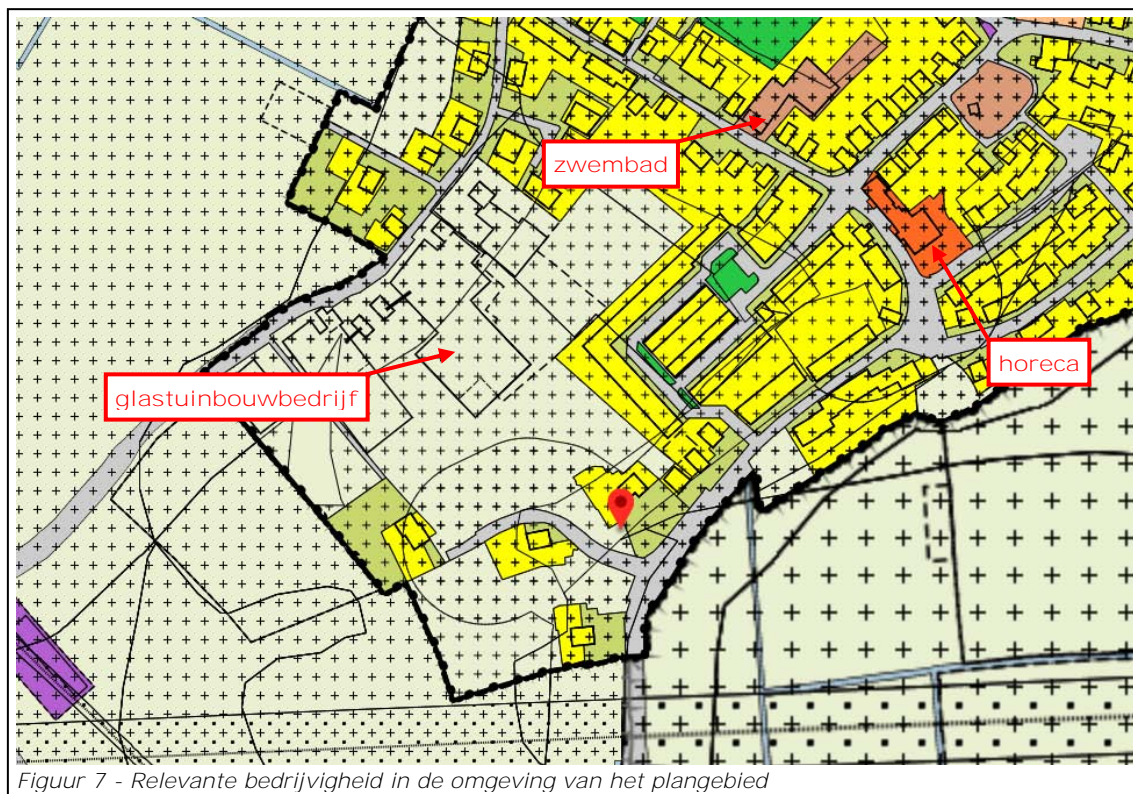 zwembad
horeca
glastuinbouwbedrijf
Figuur 7 - Relevante bedrijvigheid in de omgeving van het plangebied